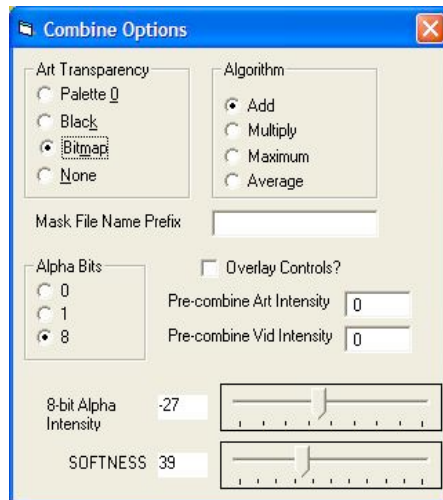 Combine Options
Art Transparency
Palette 0
Black
Bitmap
None
Algorithm
Add
Multiply
Maximum
Average
Mask File Name Prefix
Alpha Bits
0
1
8
Overlay Controls?
Pre-combine Art Intensity 0
Pre-combine Vid Intensity 0
8-bit Alpha Intensity -27
SOFTNESS 39